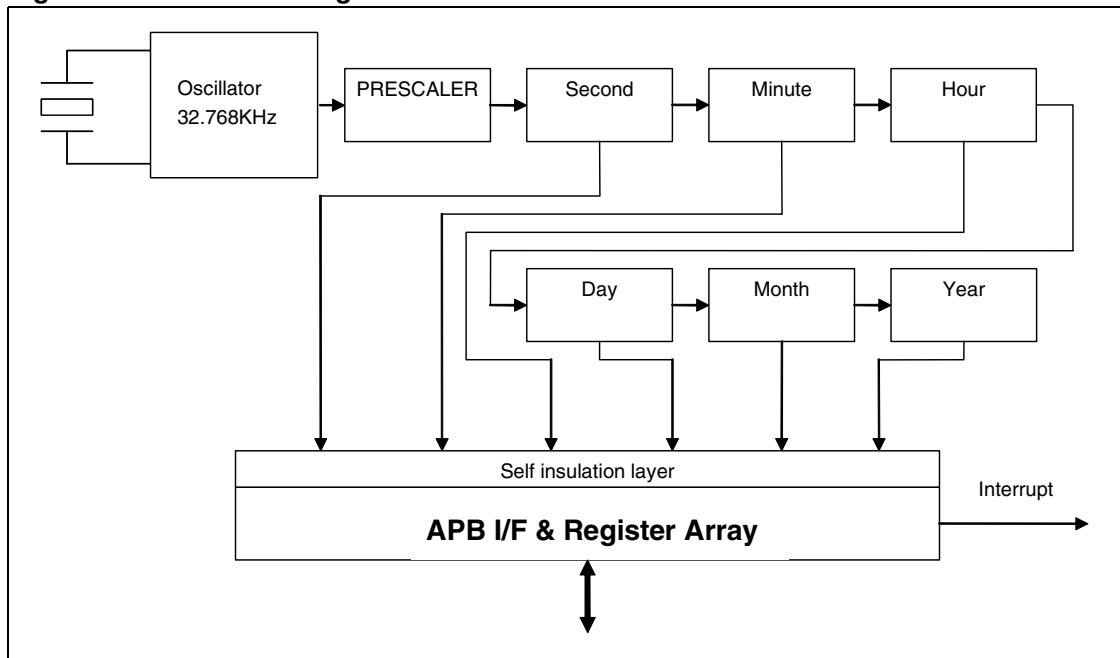 Oscillator
32.768KHz
PRESCALER
Second
Minute
Hour
Day
Month
Year
Self insulation layer
Interrupt
APB I/F & Register Array